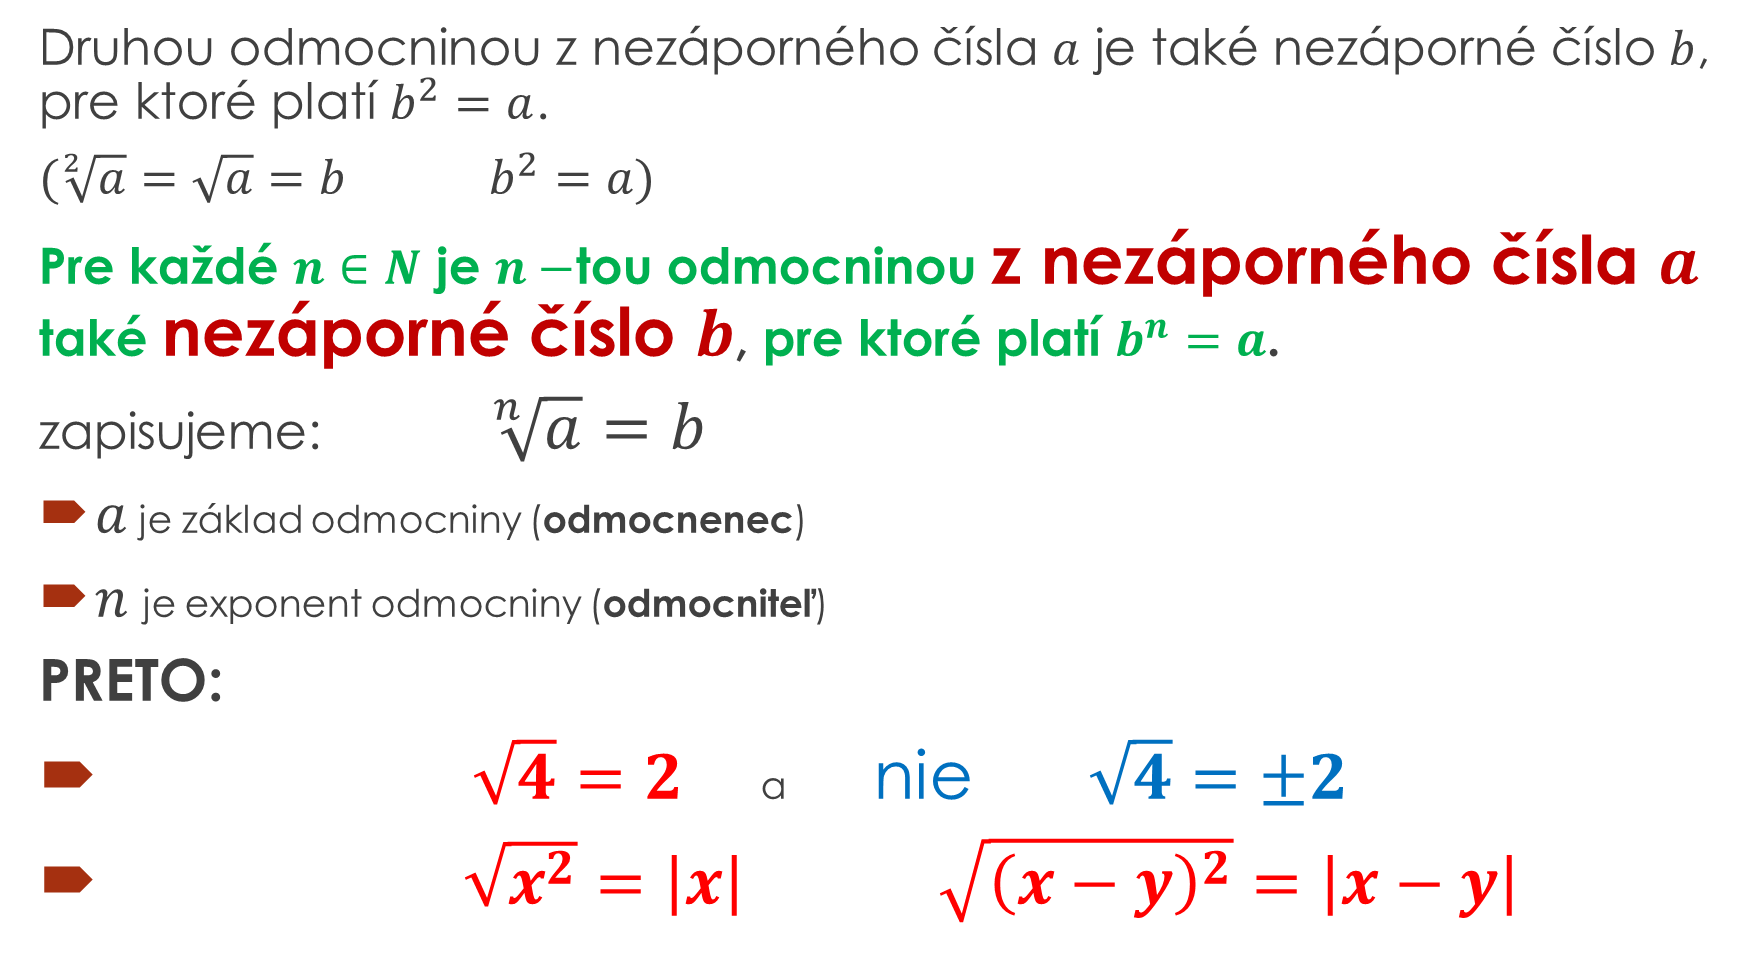 Druhou odmocninou z nezáporného čísla a je také nezáporné číslo b,
pre ktoré platí b² = a.
(²√a = √a = b b² = a)
Pre každé n ∈ N je n −tou odmocninou z nezáporného čísla a
také nezáporné číslo b, pre ktoré platí bⁿ = a.
zapisujeme: ⁿ√a = b
a je základ odmocniny (odmocnenec)
n je exponent odmocniny (odmocniteľ)
PRETO:
√4 = 2 a nie √4 = ±2
√x² = |x| √(x − y)² = |x − y|